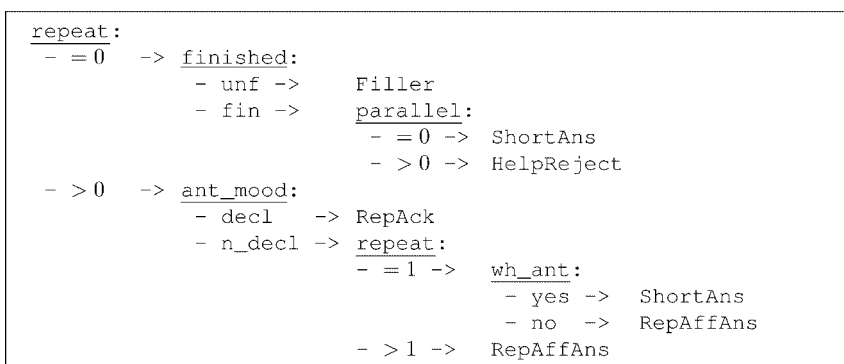 repeat:
- = 0 -> finished:
- unf -> Filler
- fin -> parallel:
- = 0 -> ShortAns
- > 0 -> HelpReject
- > 0 -> ant_mood:
- decl -> RepAck
- n_decl -> repeat:
- = 1 -> wh_ant:
- yes -> ShortAns
- no -> RepAffAns
- > 1 -> RepAffAns